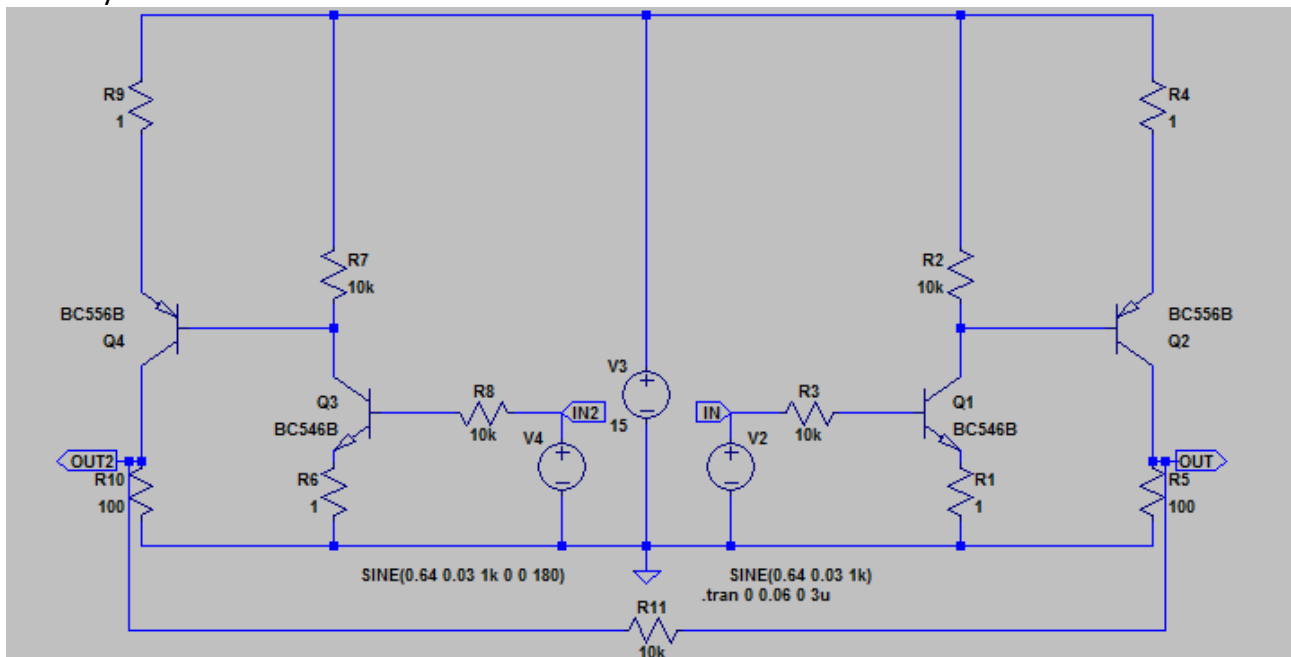 R9
1
R4
1
R7
10k
R2
10k
BC556B
Q4
BC556B
Q2
V3
15
Q3
BC546B
R8
10k
IN2
V4
IN
V2
R3
10k
Q1
BC546B
OUT2
R10
100
R6
1
R1
1
OUT
R5
100
SINE(0.64 0.03 1k 0 0 180)
SINE(0.64 0.03 1k)
.tran 0 0.06 0 3u
R11
10k